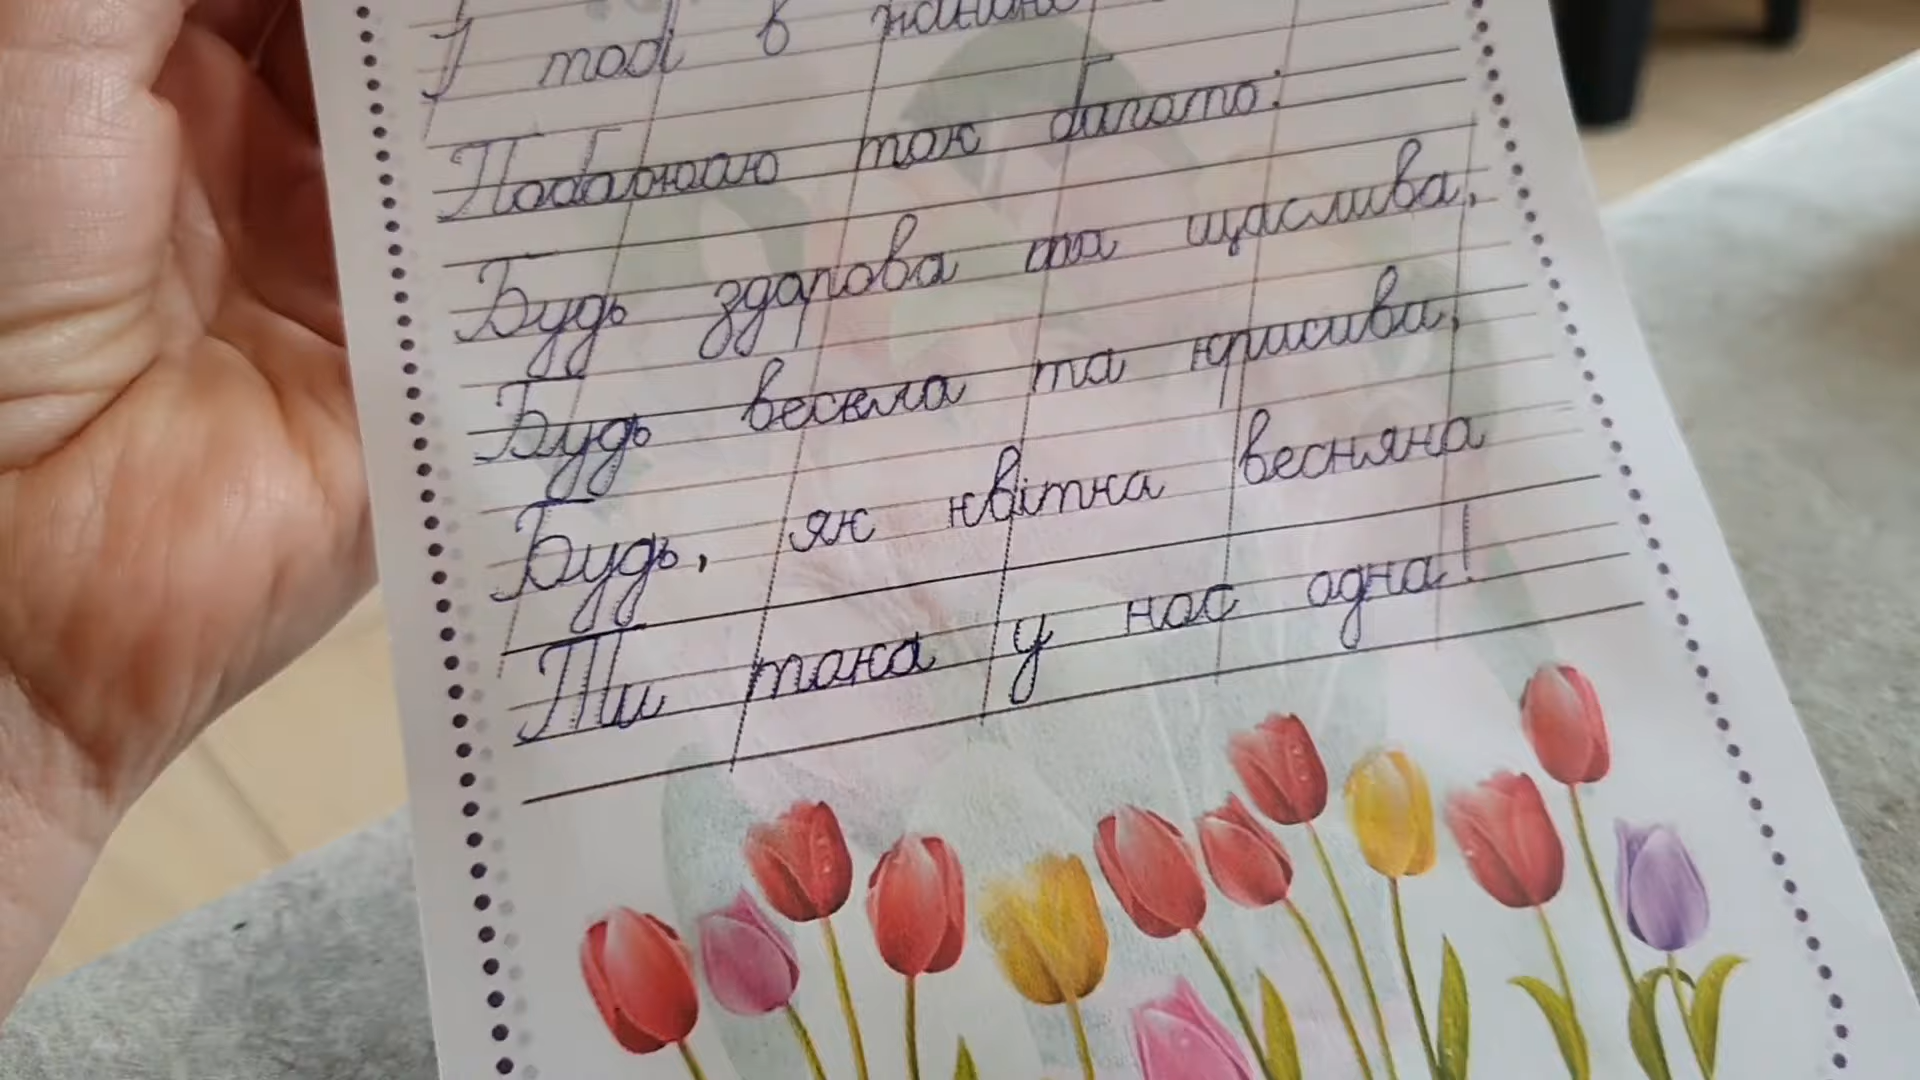 І тобі в
Побажаю так багато:
Будь здорова та щаслива,
Будь весела та красива,
Будь, як квітка весняна
Ти така у нас одна!